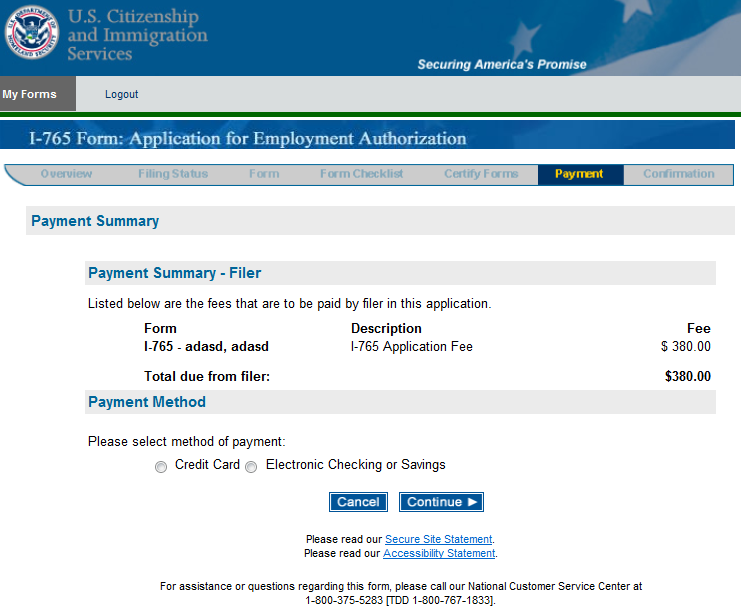 U.S. Citizenship
and Immigration
Services
Securing America's Promise
My Forms Logout
I-765 Form: Application for Employment Authorization
Overview Filing Status Form Form Checklist Certify Forms Payment Confirmation
Payment Summary
Payment Summary - Filer
Listed below are the fees that are to be paid by filer in this application.
Form Description Fee
I-765 - adasd, adasd I-765 Application Fee $ 380.00
Total due from filer: $380.00
Payment Method
Please select method of payment:
Credit Card Electronic Checking or Savings
Cancel Continue ►
Please read our Secure Site Statement.
Please read our Accessibility Statement.
For assistance or questions regarding this form, please call our National Customer Service Center at
1-800-375-5283 [TDD 1-800-767-1833].